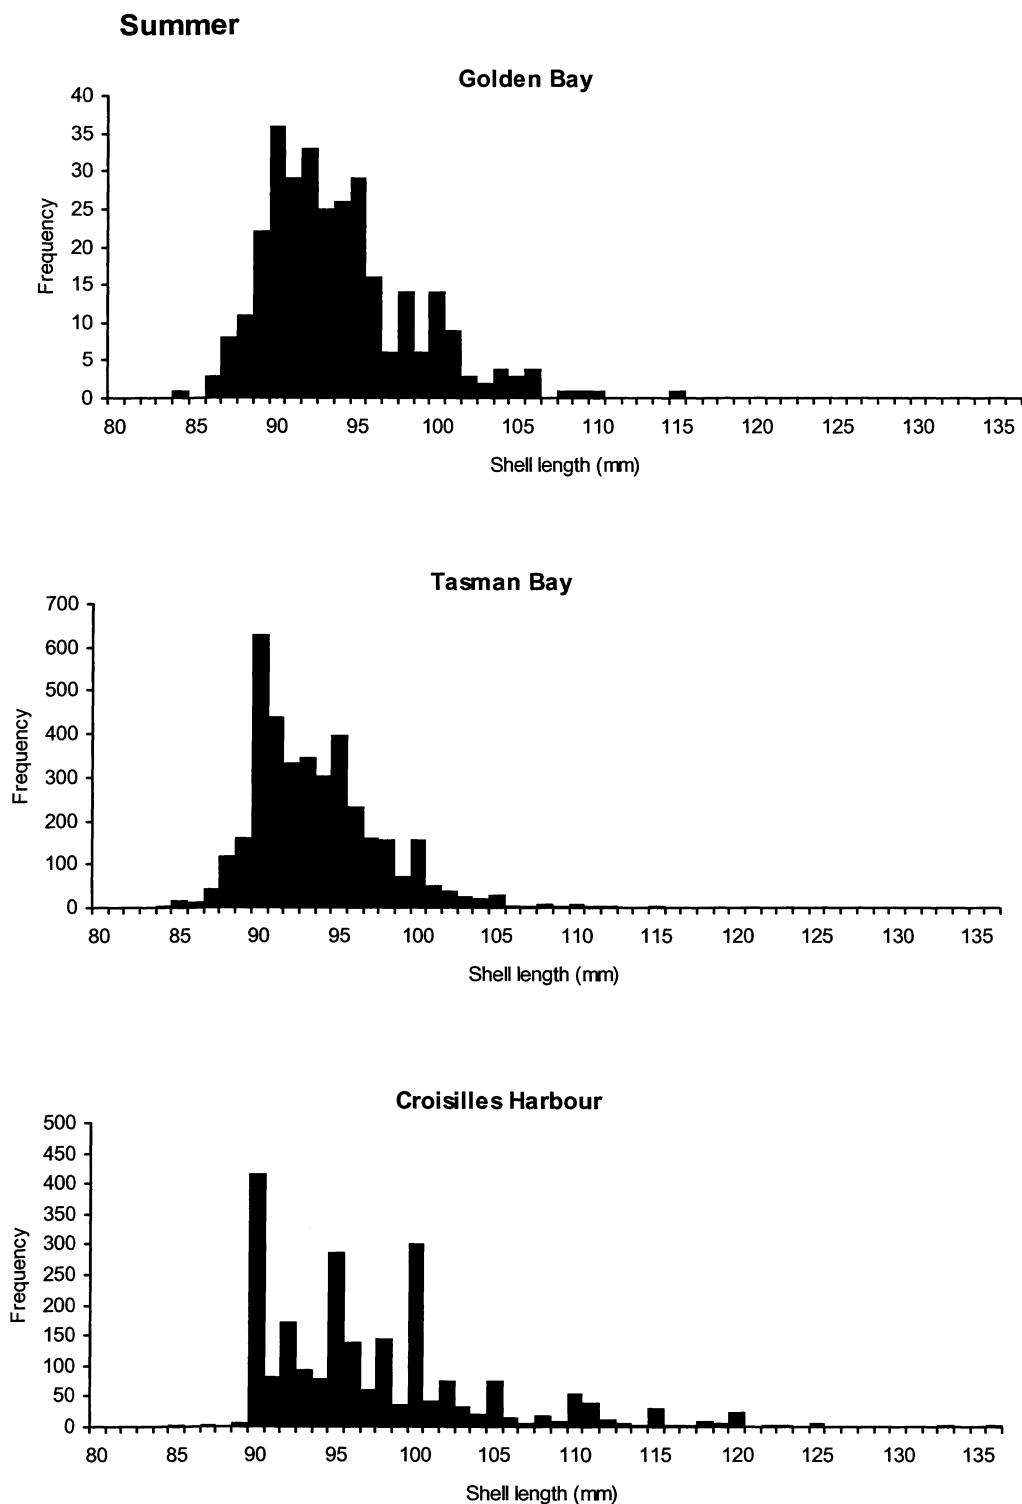 Summer
Golden Bay
40
35
30
25
20
15
10
5
0
Frequency
80 85 90 95 100 105 110 115 120 125 130 135
Shell length (mm)
Tasman Bay
700
600
500
400
300
200
100
0
Frequency
80 85 90 95 100 105 110 115 120 125 130 135
Shell length (mm)
Croisilles Harbour
500
450
400
350
300
250
200
150
100
50
0
Frequency
80 85 90 95 100 105 110 115 120 125 130 135
Shell length (mm)